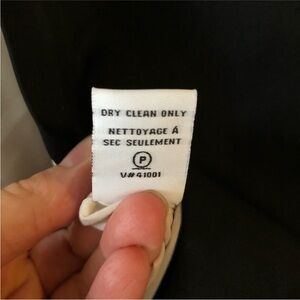 DRY CLEAN ONLY
NETTOYAGE À
SEC SEULEMENT
P
V#41001